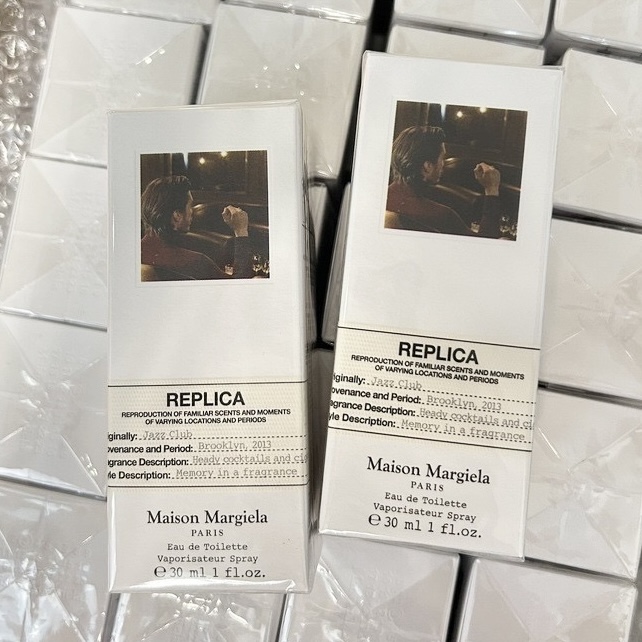 REPLICA
REPRODUCTION OF FAMILIAR SCENTS AND MOMENTS
OF VARYING LOCATIONS AND PERIODS
iginally: Jazz Club
ovenance and Period: Brooklyn, 2013
agrance Description: Heady cocktails and ci
yle Description: Memory in a fragrance
Maison Margiela
PARIS
Eau de Toilette
Vaporisateur Spray
℮ 30 ml 1 fl.oz.
REPLICA
REPRODUCTION OF FAMILIAR SCENTS AND MOMENTS
OF VARYING LOCATIONS AND PERIODS
iginally: Jazz Club
ovenance and Period: Brooklyn, 2013
agrance Description: Heady cocktails and ci
yle Description: Memory in a fragrance
Maison Margiela
PARIS
Eau de Toilette
Vaporisateur Spray
℮ 30 ml 1 fl.oz.